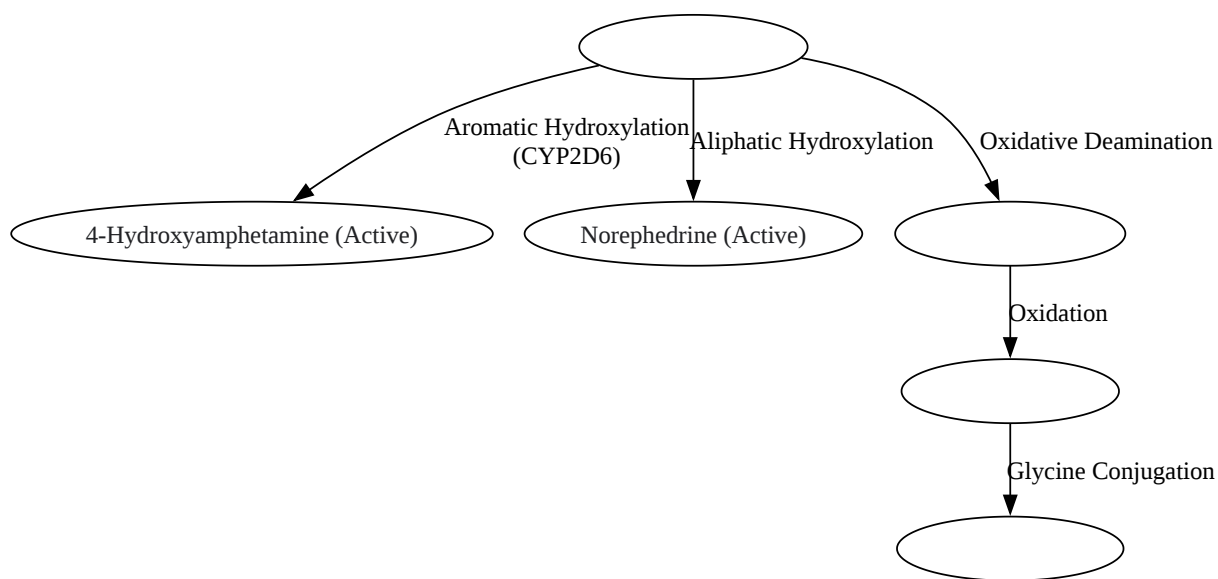 Aromatic Hydroxylation
(CYP2D6)
Aliphatic Hydroxylation
Oxidative Deamination
4-Hydroxyamphetamine (Active)
Norephedrine (Active)
Oxidation
Glycine Conjugation